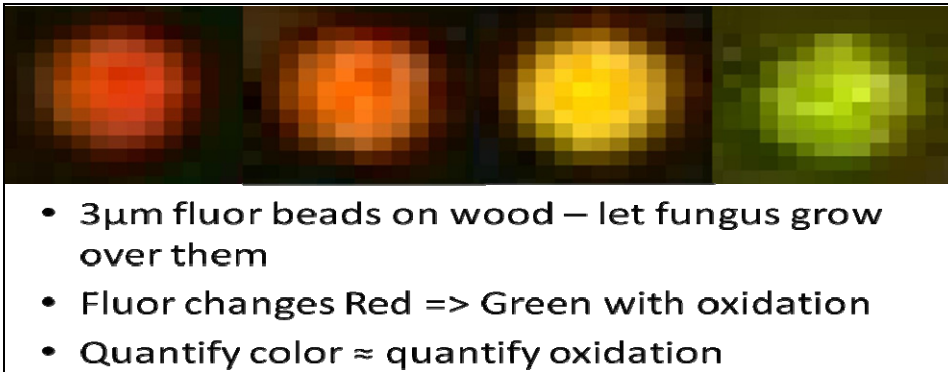 • 3µm fluor beads on wood – let fungus grow
over them
• Fluor changes Red => Green with oxidation
• Quantify color ≈ quantify oxidation